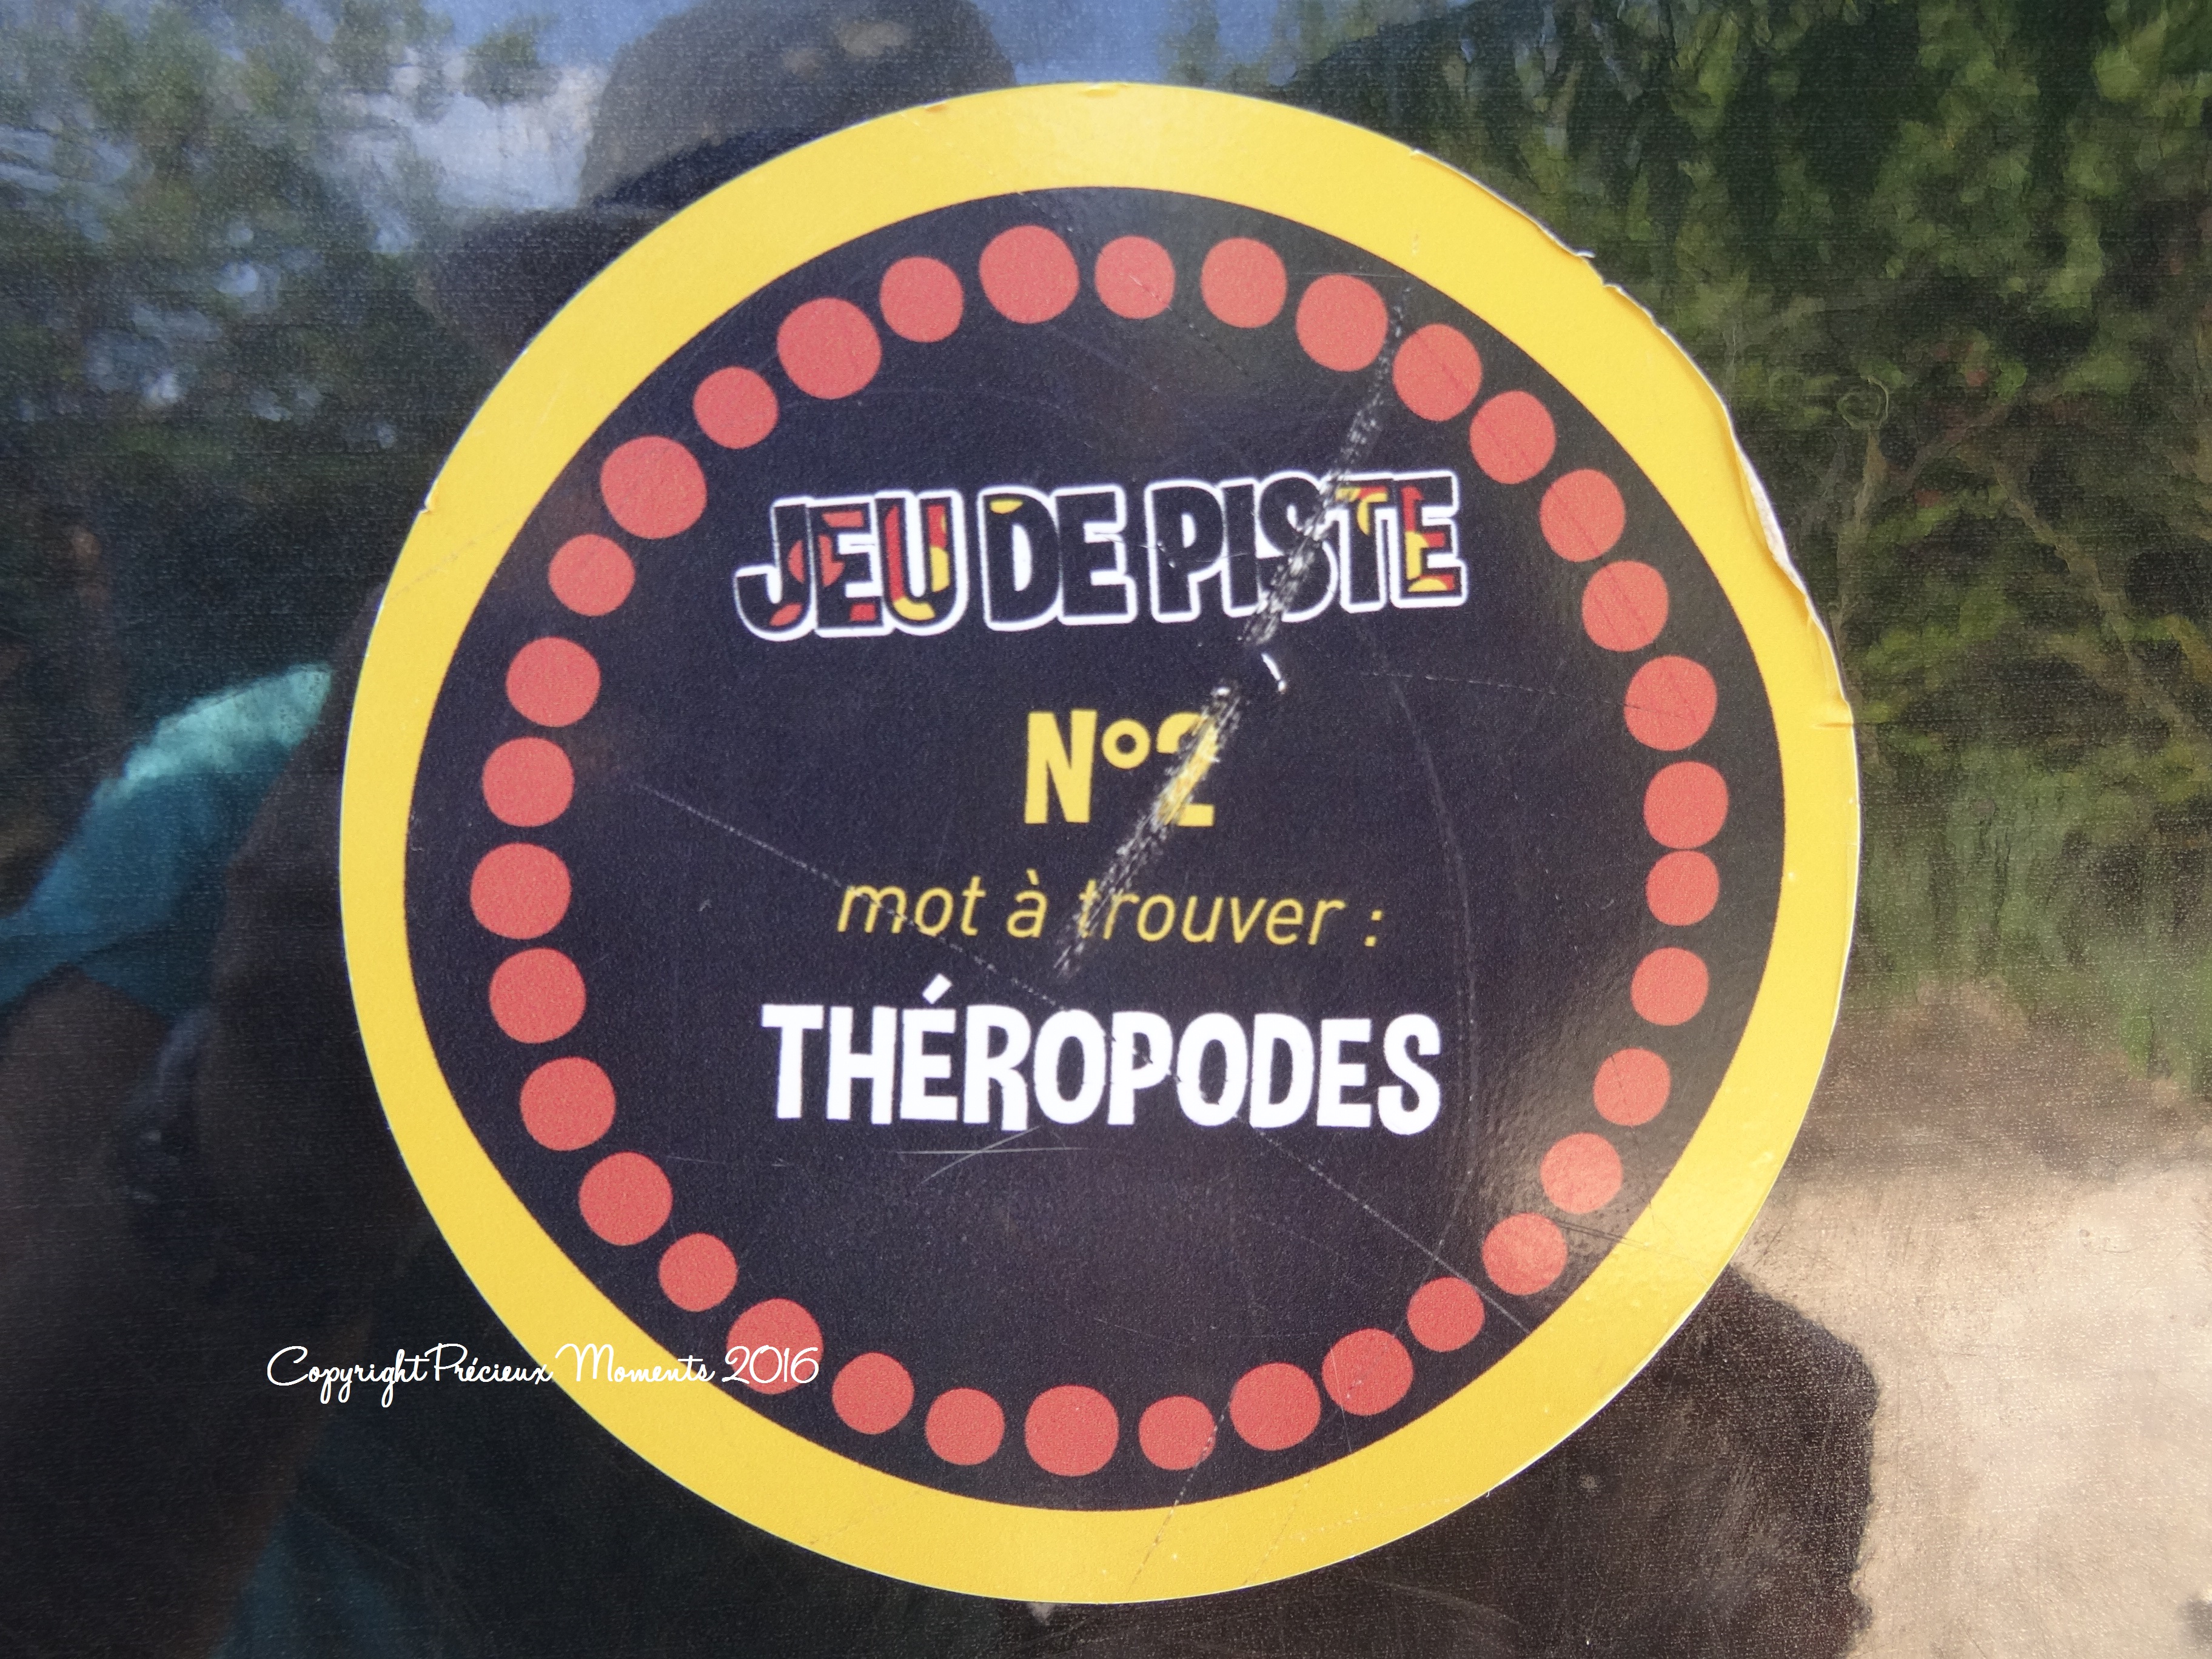 JEU DE PISTE
N°2
mot à trouver :
THÉROPODES
Copyright Précieux Moments 2016